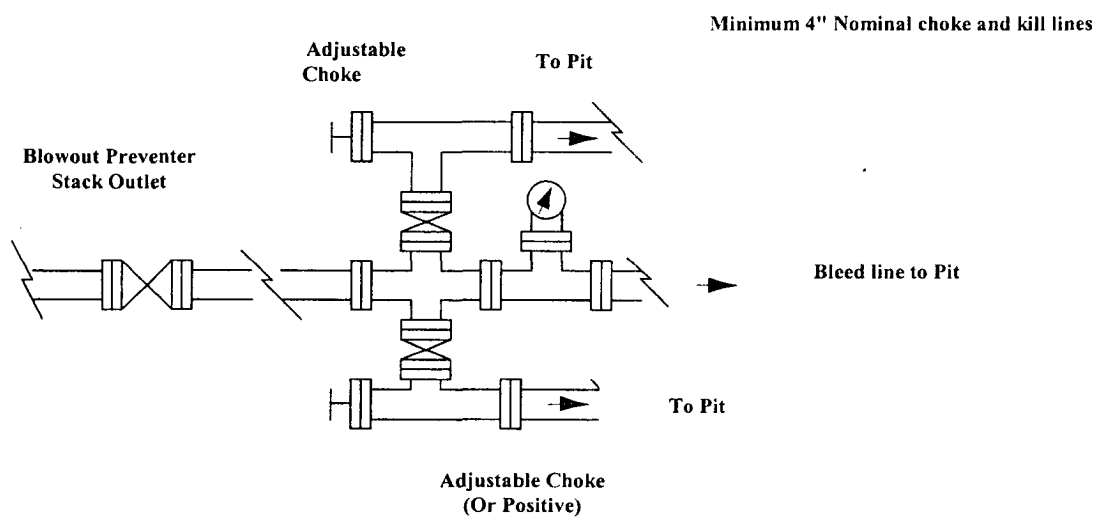 Minimum 4" Nominal choke and kill lines
Adjustable
Choke
To Pit
Blowout Preventer
Stack Outlet
Bleed line to Pit
To Pit
Adjustable Choke
(Or Positive)